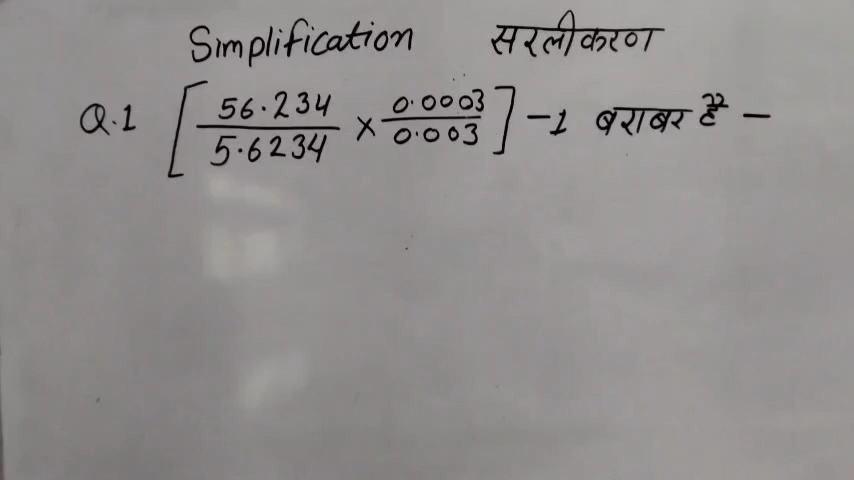 Simplification सरलीकरण
Q.1 [ 56.234 / 5.6234 × 0.0003 / 0.003 ] -1 बराबर है —